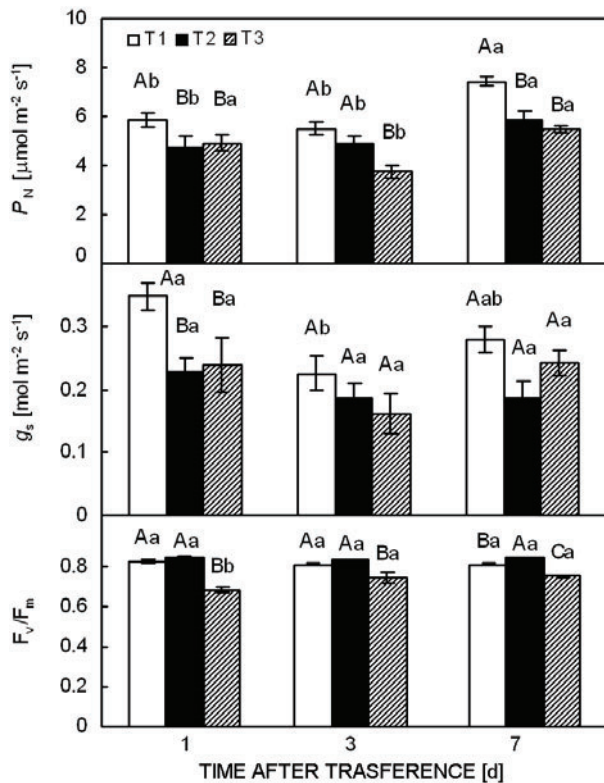 10
T1 T2 T3
Aa
8
Ab
Bb
Ba
Ab
Ab
Bb
Ba
Ba
6
4
2
0
P_N [μmol m⁻² s⁻¹]
Aa
Ba
Ba
Ab
Aa
Aa
Aab
Aa
Aa
0.3
0.2
0.1
0
g_s [mol m⁻² s⁻¹]
Aa Aa Bb
Aa Aa Ba
Ba Aa Ca
0.8
0.6
0.4
0.2
0
F_v/F_m
1 3 7
TIME AFTER TRASFERENCE [d]